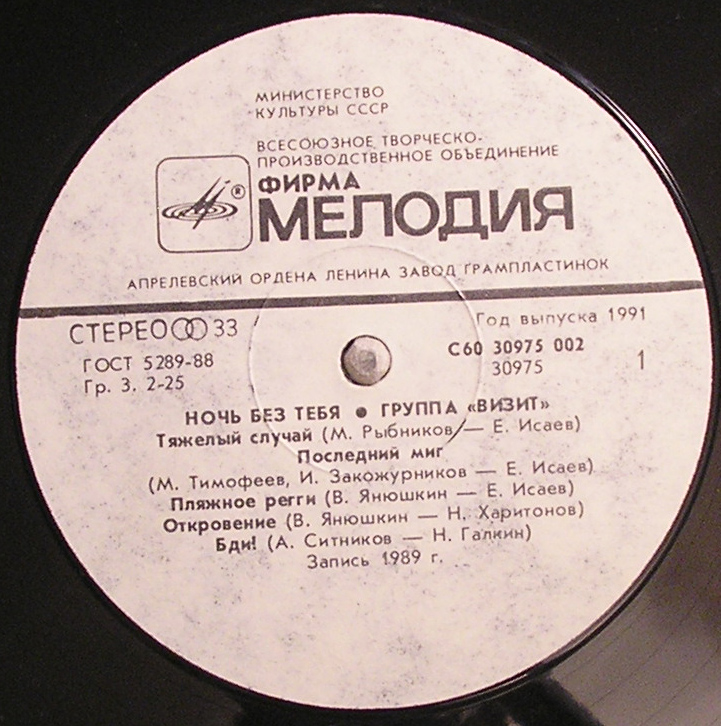 МИНИСТЕРСТВО
КУЛЬТУРЫ СССР
ВСЕСОЮЗНОЕ ТВОРЧЕСКО-
ПРОИЗВОДСТВЕННОЕ ОБЪЕДИНЕНИЕ
®
ФИРМА
МЕЛОДИЯ
АПРЕЛЕВСКИЙ ОРДЕНА ЛЕНИНА ЗАВОД ГРАМПЛАСТИНОК
СТЕРЕО 33
ГОСТ 5289-88
Гр. 3. 2-25
Год выпуска 1991
С60 30975 002
30975
1
НОЧЬ БЕЗ ТЕБЯ ● ГРУППА «ВИЗИТ»
Тяжелый случай (М. Рыбников — Е. Исаев)
Последний миг
(М. Тимофеев, И. Закожурников — Е. Исаев)
Пляжное регги (В. Янюшкин — Е. Исаев)
Откровение (В. Янюшкин — Н. Харитонов)
Бди! (А. Ситников — Н. Галкин)
Запись 1989 г.